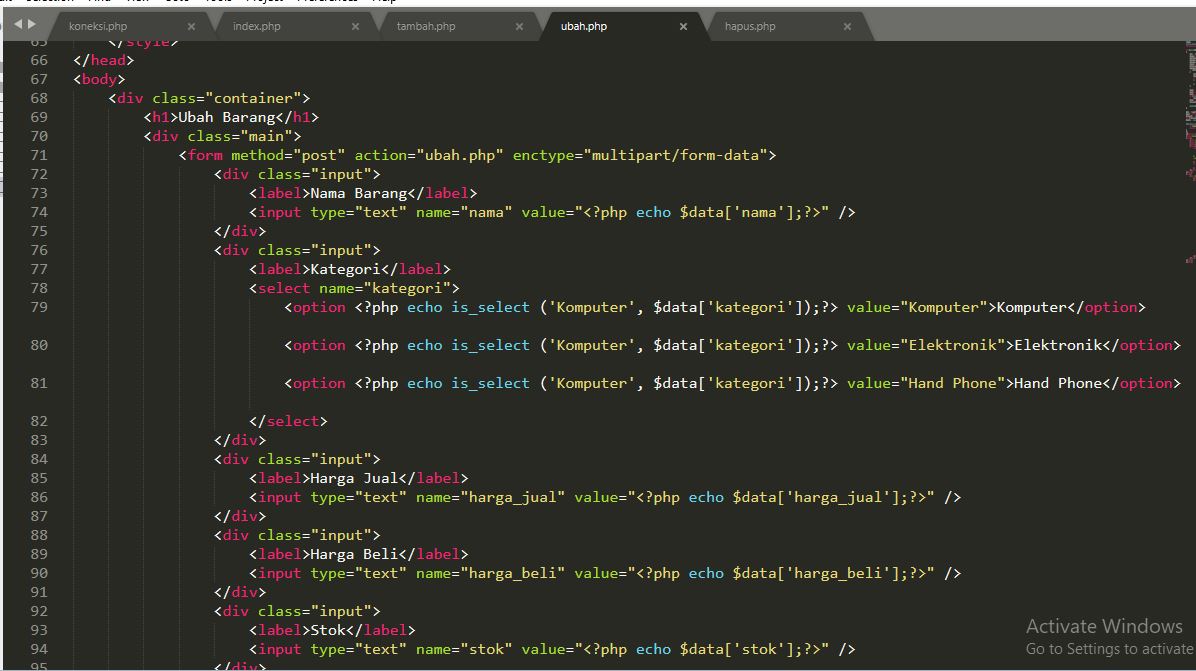 koneksi.php × index.php × tambah.php × ubah.php × hapus.php ×
65 </style>
66 </head>
67 <body>
68 <div class="container">
69 <h1>Ubah Barang</h1>
70 <div class="main">
71 <form method="post" action="ubah.php" enctype="multipart/form-data">
72 <div class="input">
73 <label>Nama Barang</label>
74 <input type="text" name="nama" value="<?php echo $data['nama'];?>" />
75 </div>
76 <div class="input">
77 <label>Kategori</label>
78 <select name="kategori">
79 <option <?php echo is_select ('Komputer', $data['kategori']);?> value="Komputer">Komputer</option>
80 <option <?php echo is_select ('Komputer', $data['kategori']);?> value="Elektronik">Elektronik</option>
81 <option <?php echo is_select ('Komputer', $data['kategori']);?> value="Hand Phone">Hand Phone</option>
82 </select>
83 </div>
84 <div class="input">
85 <label>Harga Jual</label>
86 <input type="text" name="harga_jual" value="<?php echo $data['harga_jual'];?>" />
87 </div>
88 <div class="input">
89 <label>Harga Beli</label>
90 <input type="text" name="harga_beli" value="<?php echo $data['harga_beli'];?>" />
91 </div>
92 <div class="input">
93 <label>Stok</label>
94 <input type="text" name="stok" value="<?php echo $data['stok'];?>" />
95 </div>
Activate Windows
Go to Settings to activate